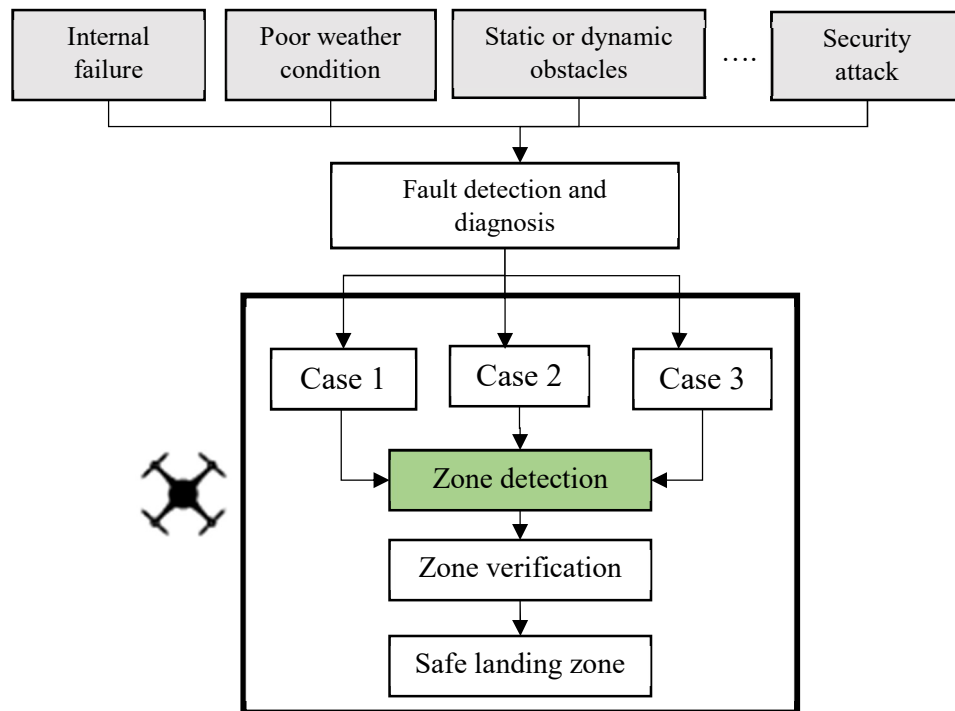 Internal
failure
Poor weather
condition
Static or dynamic
obstacles
….
Security
attack
Fault detection and
diagnosis
Case 1
Case 2
Case 3
Zone detection
Zone verification
Safe landing zone